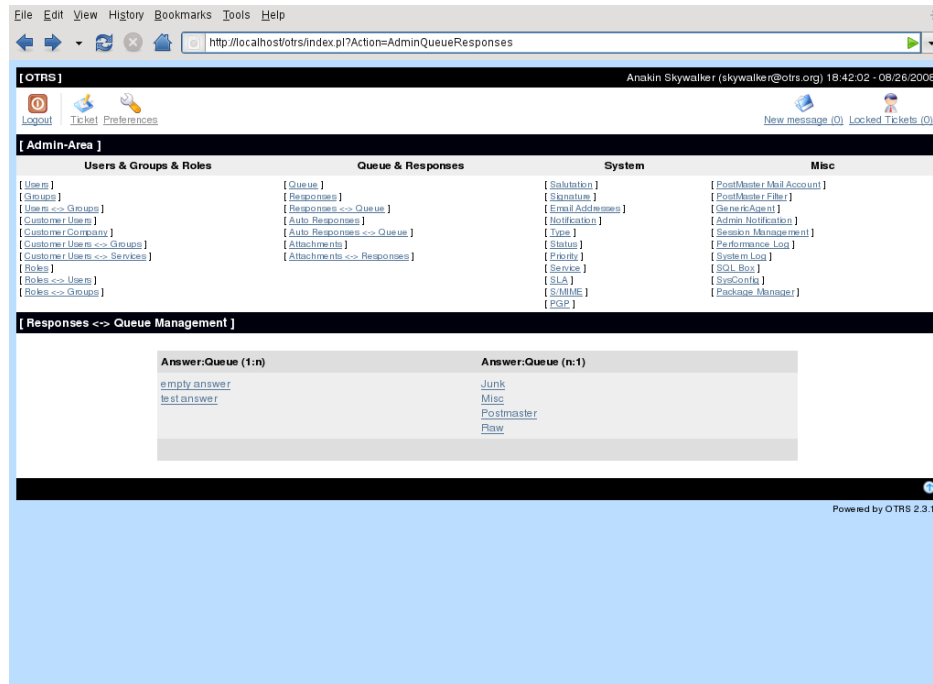 File Edit View History Bookmarks Tools Help
http://localhost/otrs/index.pl?Action=AdminQueueResponses
[ OTRS ] Anakin Skywalker (skywalker@otrs.org) 18:42:02 - 08/26/2008
Logout Ticket Preferences New message (0) Locked Tickets (0)
[ Admin-Area ]
Users & Groups & Roles Queue & Responses System Misc
[ Users ] [ Queue ] [ Salutation ] [ PostMaster Mail Account ]
[ Groups ] [ Responses ] [ Signature ] [ PostMaster Filter ]
[ Users <-> Groups ] [ Responses <-> Queue ] [ Email Addresses ] [ GenericAgent ]
[ Customer Users ] [ Auto Responses ] [ Notification ] [ Admin Notification ]
[ Customer Company ] [ Auto Responses <-> Queue ] [ Type ] [ Session Management ]
[ Customer Users <-> Groups ] [ Attachments ] [ Status ] [ Performance Log ]
[ Customer Users <-> Services ] [ Attachments <-> Responses ] [ Priority ] [ System Log ]
[ Roles ] [ Service ] [ SQL Box ]
[ Roles <-> Users ] [ SLA ] [ SysConfig ]
[ Roles <-> Groups ] [ S/MIME ] [ Package Manager ]
[ PGP ]
[ Responses <-> Queue Management ]
Answer:Queue (1:n) Answer:Queue (n:1)
empty answer Junk
test answer Misc
Postmaster
Raw
Powered by OTRS 2.3.1